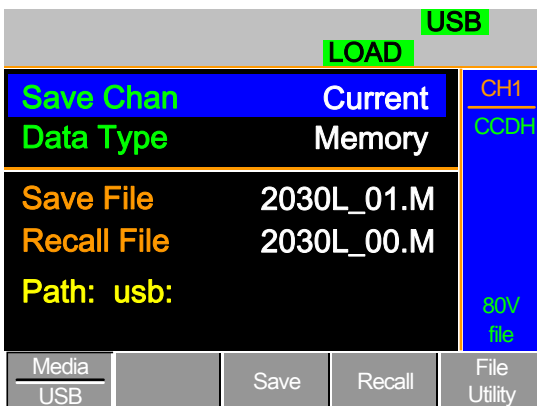 USB
LOAD
Save Chan Current
Data Type Memory
Save File 2030L_01.M
Recall File 2030L_00.M
Path: usb:
CH1
CCDH
80V
file
Media
USB
Save
Recall
File
Utility